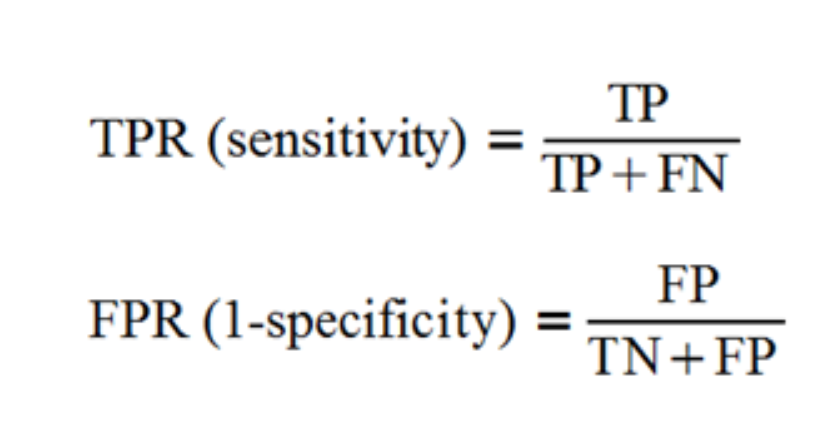 TPR (sensitivity) = TP / TP + FN
FPR (1-specificity) = FP / TN + FP